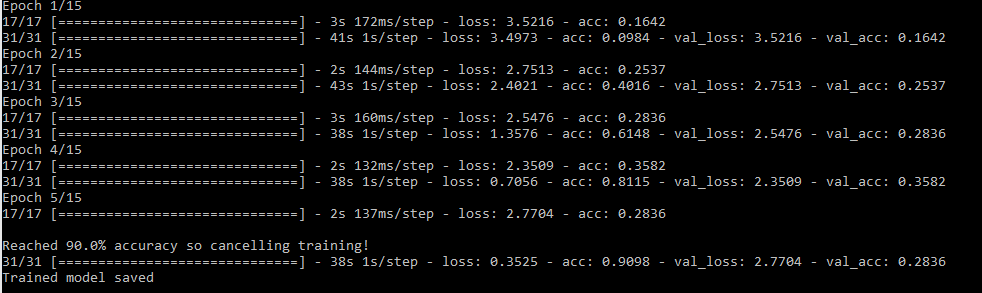 Epoch 1/15
17/17 [==============================] - 3s 172ms/step - loss: 3.5216 - acc: 0.1642
31/31 [==============================] - 41s 1s/step - loss: 3.4973 - acc: 0.0984 - val_loss: 3.5216 - val_acc: 0.1642
Epoch 2/15
17/17 [==============================] - 2s 144ms/step - loss: 2.7513 - acc: 0.2537
31/31 [==============================] - 43s 1s/step - loss: 2.4021 - acc: 0.4016 - val_loss: 2.7513 - val_acc: 0.2537
Epoch 3/15
17/17 [==============================] - 3s 160ms/step - loss: 2.5476 - acc: 0.2836
31/31 [==============================] - 38s 1s/step - loss: 1.3576 - acc: 0.6148 - val_loss: 2.5476 - val_acc: 0.2836
Epoch 4/15
17/17 [==============================] - 2s 132ms/step - loss: 2.3509 - acc: 0.3582
31/31 [==============================] - 38s 1s/step - loss: 0.7056 - acc: 0.8115 - val_loss: 2.3509 - val_acc: 0.3582
Epoch 5/15
17/17 [==============================] - 2s 137ms/step - loss: 2.7704 - acc: 0.2836
Reached 90.0% accuracy so cancelling training!
31/31 [==============================] - 38s 1s/step - loss: 0.3525 - acc: 0.9098 - val_loss: 2.7704 - val_acc: 0.2836
Trained model saved